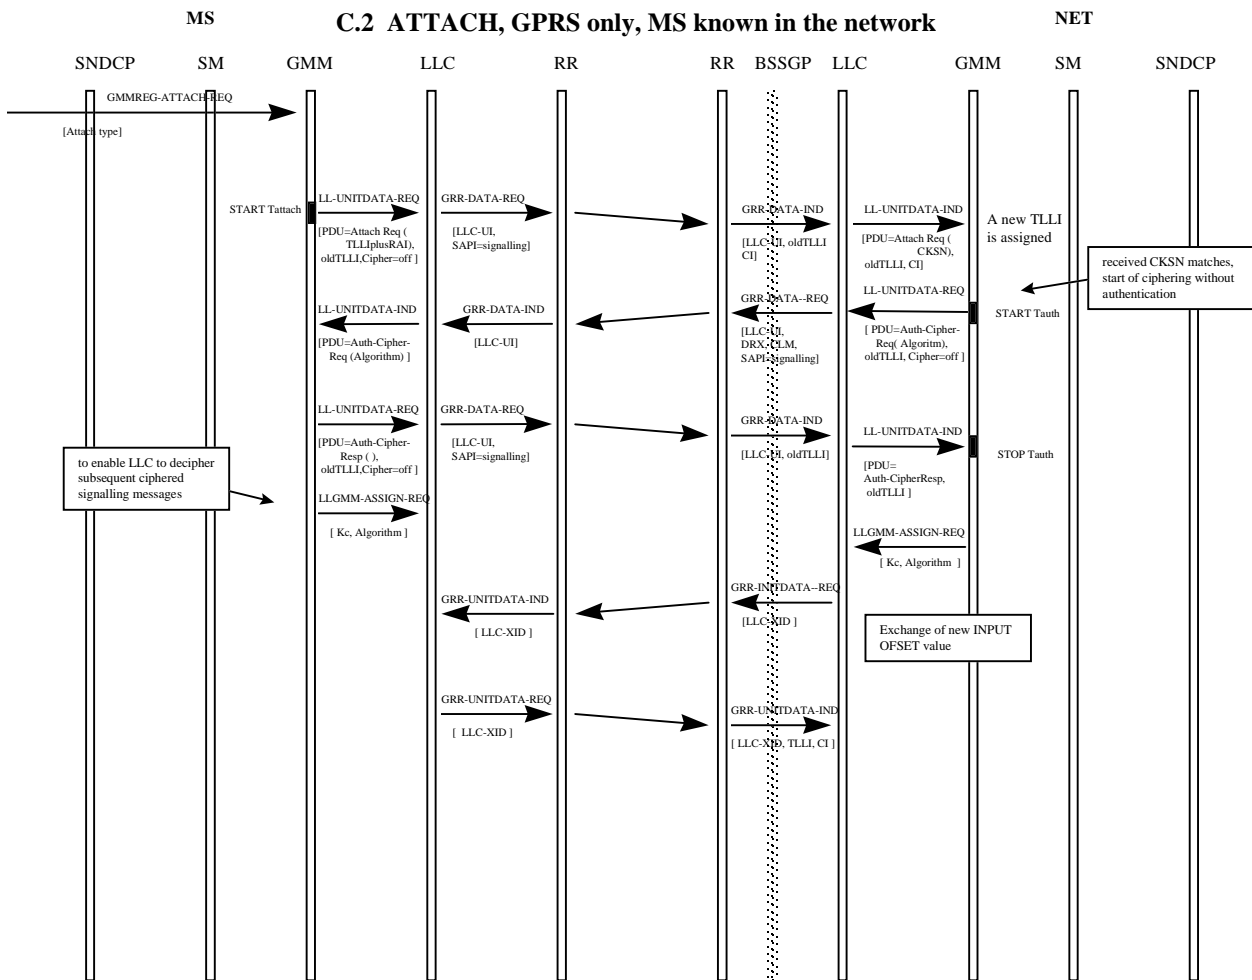 MS
C.2 ATTACH, GPRS only, MS known in the network
NET
SNDCP SM GMM LLC RR RR BSSGP LLC GMM SM SNDCP
GMMREG-ATTACH-REQ
[Attach type]
START Tattach
LL-UNITDATA-REQ
[PDU=Attach Req (
TLLIplusRAI),
oldTLLI,Cipher=off ]
GRR-DATA-REQ
[LLC-UI,
SAPI=signalling]
GRR-DATA-IND
[LLC-UI, oldTLLI
CI]
LL-UNITDATA-IND
[PDU=Attach Req (
CKSN),
oldTLLI, CI]
A new TLLI
is assigned
received CKSN matches,
start of ciphering without
authentication
LL-UNITDATA-REQ
START Tauth
[ PDU=Auth-Cipher-
Req( Algoritm),
oldTLLI, Cipher=off ]
GRR-DATA--REQ
[LLC-UI,
DRX, CLM,
SAPI=signalling]
GRR-DATA-IND
[LLC-UI]
LL-UNITDATA-IND
[PDU=Auth-Cipher-
Req (Algorithm) ]
LL-UNITDATA-REQ
[PDU=Auth-Cipher-
Resp ( ),
oldTLLI,Cipher=off ]
GRR-DATA-REQ
[LLC-UI,
SAPI=signalling]
GRR-DATA-IND
[LLC-UI, oldTLLI]
LL-UNITDATA-IND
[PDU=
Auth-CipherResp,
oldTLLI ]
STOP Tauth
to enable LLC to decipher
subsequent ciphered
signalling messages
LLGMM-ASSIGN-REQ
[ Kc, Algorithm ]
LLGMM-ASSIGN-REQ
[ Kc, Algorithm ]
GRR-UNITDATA-IND
[ LLC-XID ]
GRR-INITDATA--REQ
[LLC-XID ]
Exchange of new INPUT
OFSET value
GRR-UNITDATA-REQ
[ LLC-XID ]
GRR-UNITDATA-IND
[ LLC-XID, TLLI, CI ]